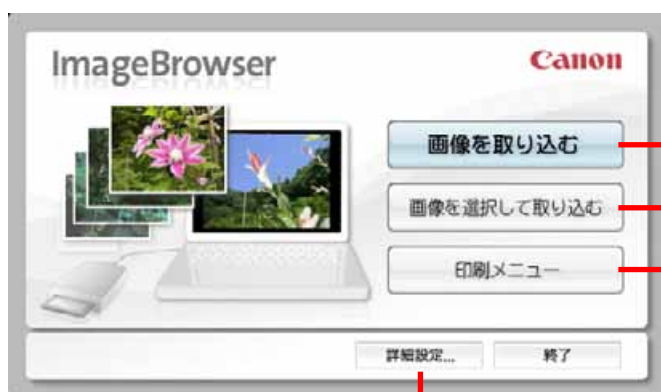 ImageBrowser
Canon
画像を取り込む
画像を選択して取り込む
印刷メニュー
詳細設定...
終了